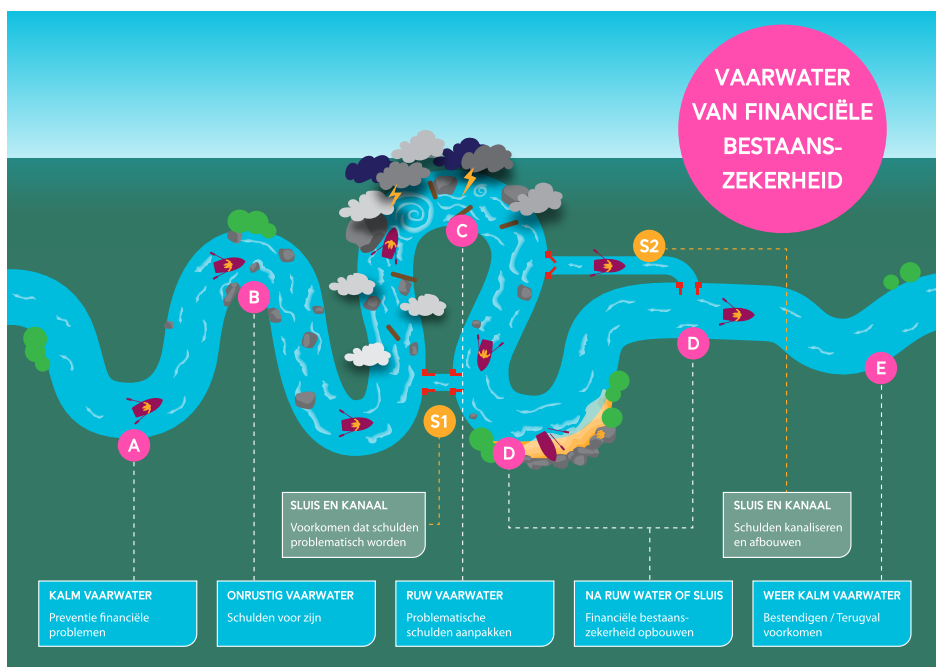 VAARWATER
VAN FINANCIËLE
BESTAANS-
ZEKERHEID
C
S2
B
D
E
A
S1
D
SLUIS EN KANAAL
Voorkomen dat schulden
problematisch worden
SLUIS EN KANAAL
Schulden kanaliseren
en afbouwen
KALM VAARWATER
Preventie financiële
problemen
ONRUSTIG VAARWATER
Schulden voor zijn
RUW VAARWATER
Problematische
schulden aanpakken
NA RUW WATER OF SLUIS
Financiële bestaans-
zekerheid opbouwen
WEER KALM VAARWATER
Bestendigen / Terugval
voorkomen